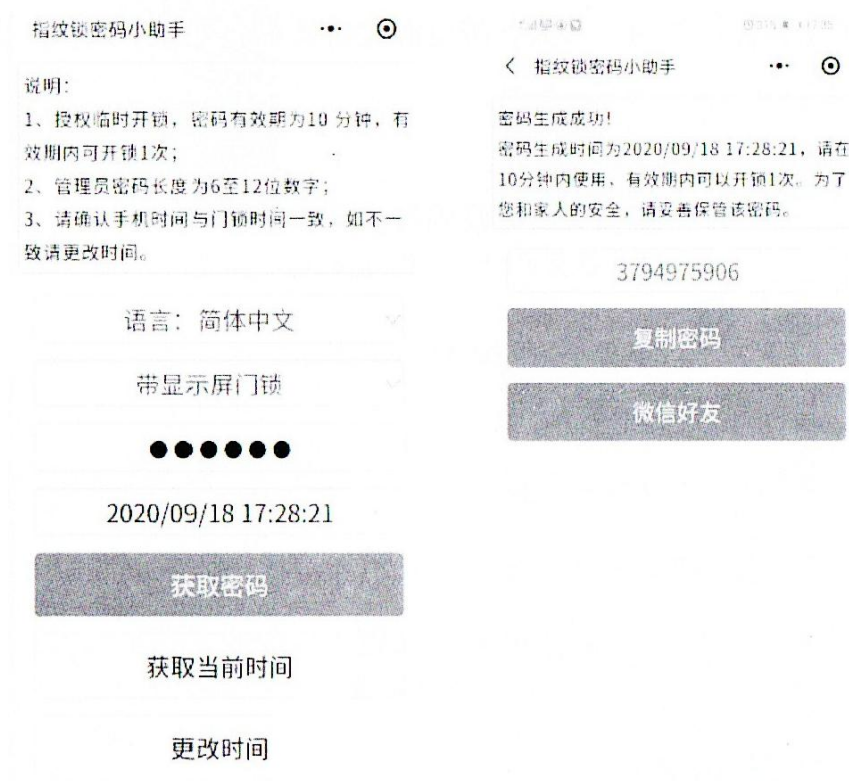 指纹锁密码小助手
说明:
1、授权临时开锁,密码有效期为10 分钟,有
效期内可开锁1次;
2、管理员密码长度为6至12位数字;
3、请确认手机时间与门锁时间一致,如不一
致请更改时间。
语言: 简体中文
带显示屏门锁
●●●●●●
2020/09/18 17:28:21
获取密码
获取当前时间
更改时间
指纹锁密码小助手
密码生成成功!
密码生成时间为2020/09/18 17:28:21,请在
10分钟内使用,有效期内可以开锁1次。为了
您和家人的安全,请妥善保管该密码。
3794975906
复制密码
微信好友